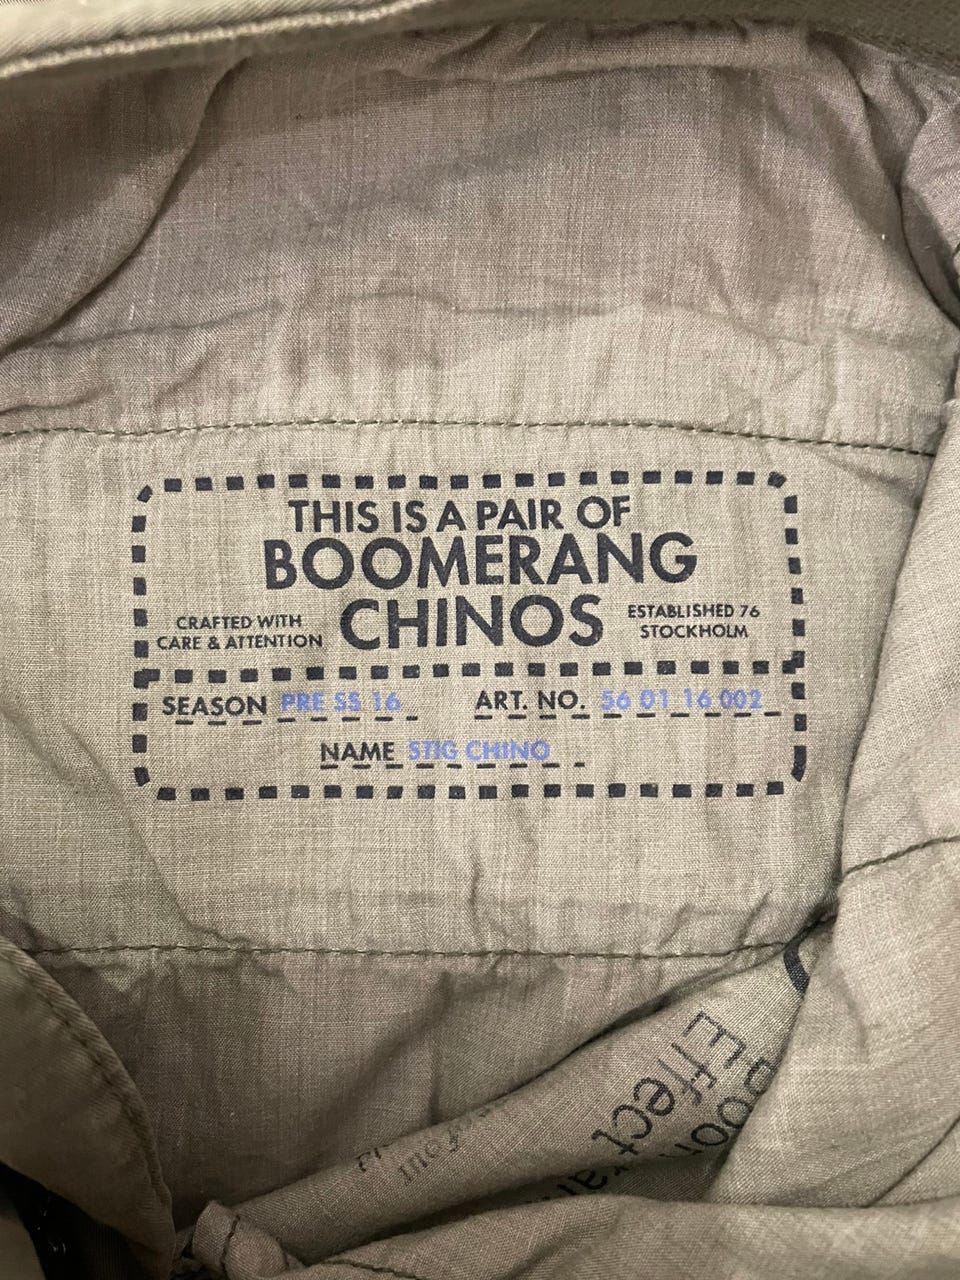 THIS IS A PAIR OF
BOOMERANG
CRAFTED WITH
CARE & ATTENTION
CHINOS
ESTABLISHED 76
STOCKHOLM
SEASON PRE SS 16
ART. NO. 56 01 16 002
NAME STIG CHINO
Effect